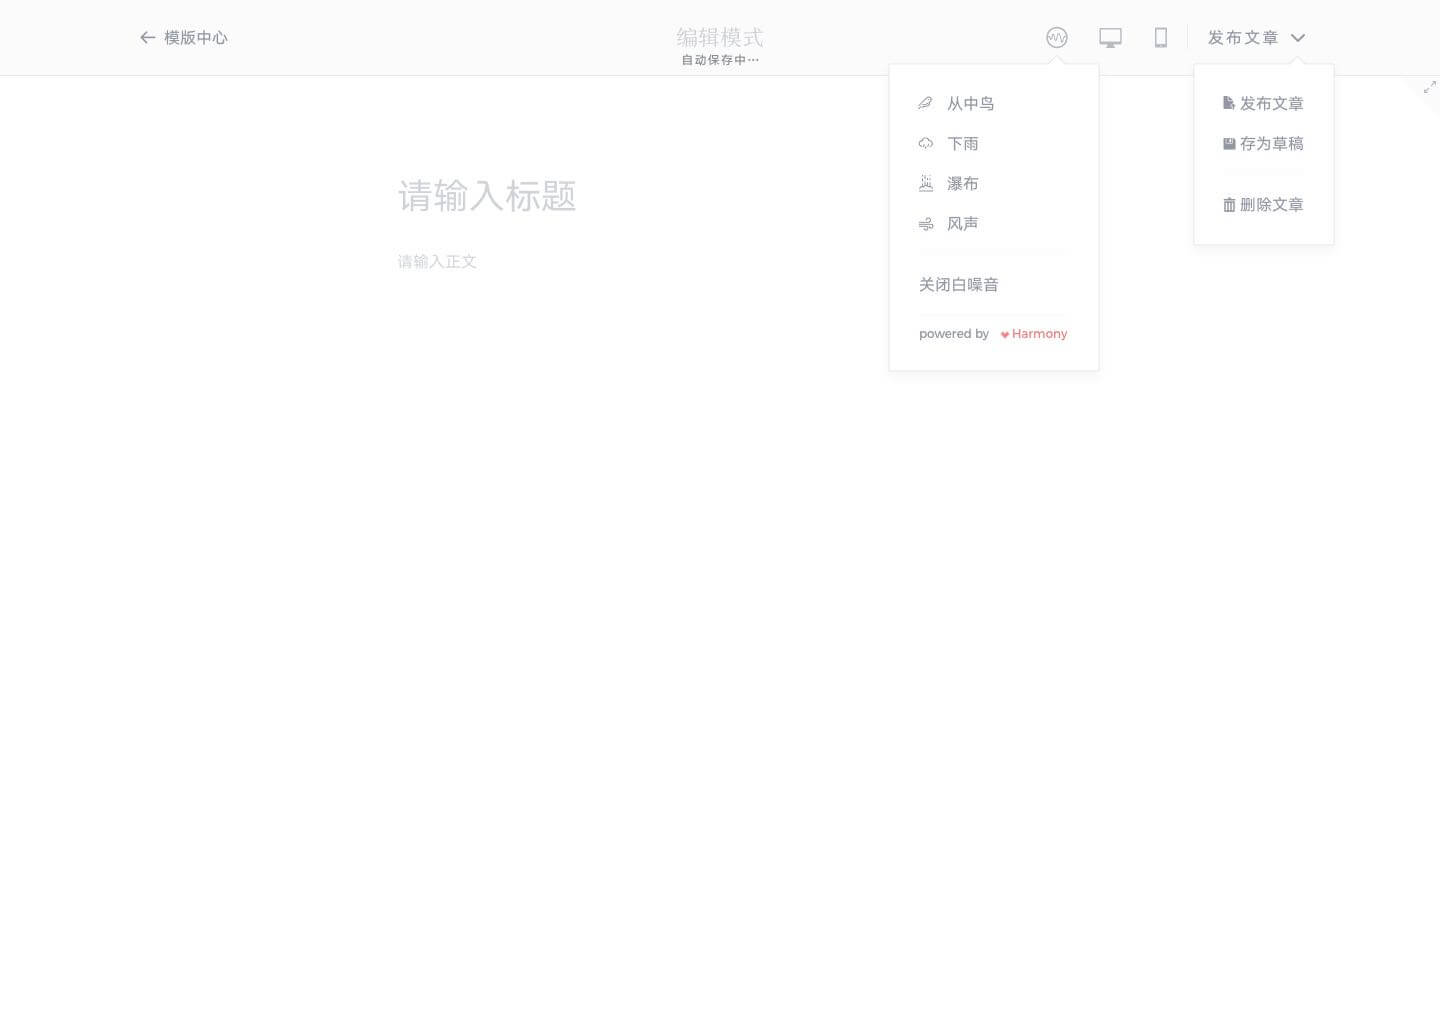 模版中心
编辑模式
自动保存中···
发布文章
从中鸟
下雨
瀑布
风声
关闭白噪音
powered by Harmony
发布文章
存为草稿
删除文章
请输入标题
请输入正文